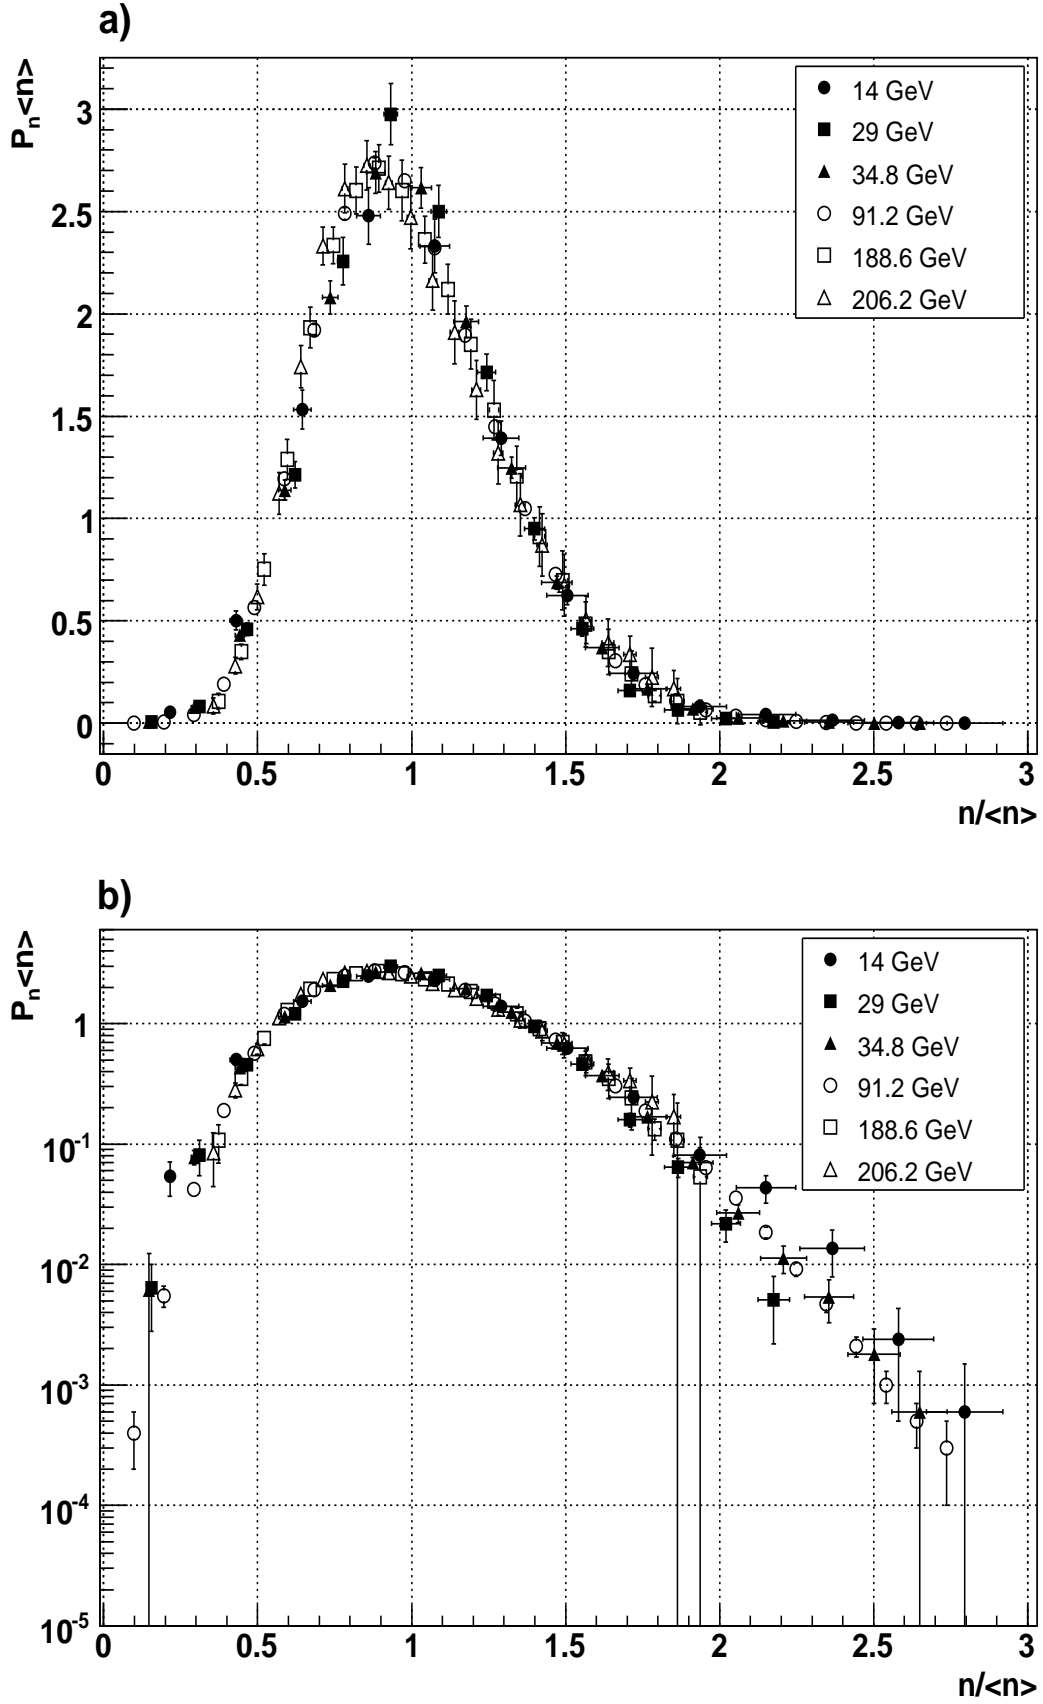 a)
P_n<n>
3
2.5
2
1.5
1
0.5
0
14 GeV
29 GeV
34.8 GeV
91.2 GeV
188.6 GeV
206.2 GeV
0 0.5 1 1.5 2 2.5 3
n/<n>
b)
P_n<n>
1
10^-1
10^-2
10^-3
10^-4
10^-5
14 GeV
29 GeV
34.8 GeV
91.2 GeV
188.6 GeV
206.2 GeV
0 0.5 1 1.5 2 2.5 3
n/<n>